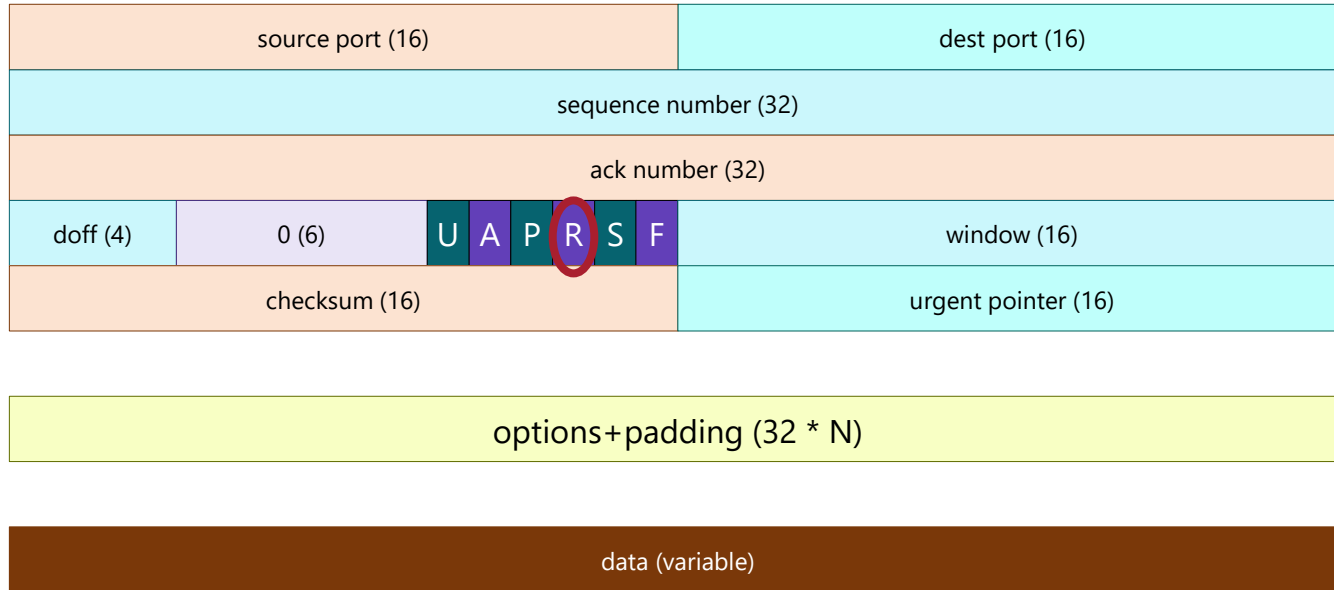 source port (16) dest port (16)
sequence number (32)
ack number (32)
doff (4) 0 (6) U A P R S F window (16)
checksum (16) urgent pointer (16)
options+padding (32 * N)
data (variable)